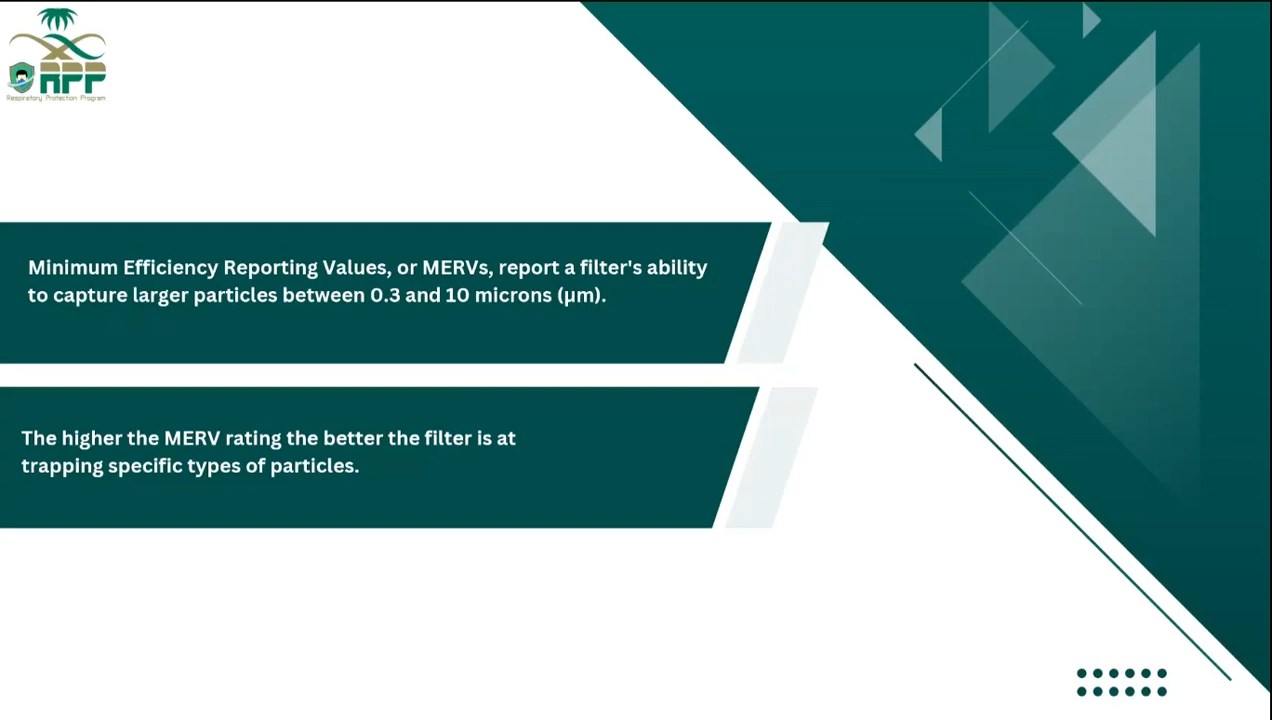 RPP
Respiratory Protection Program
Minimum Efficiency Reporting Values, or MERVs, report a filter's ability
to capture larger particles between 0.3 and 10 microns (µm).
The higher the MERV rating the better the filter is at
trapping specific types of particles.